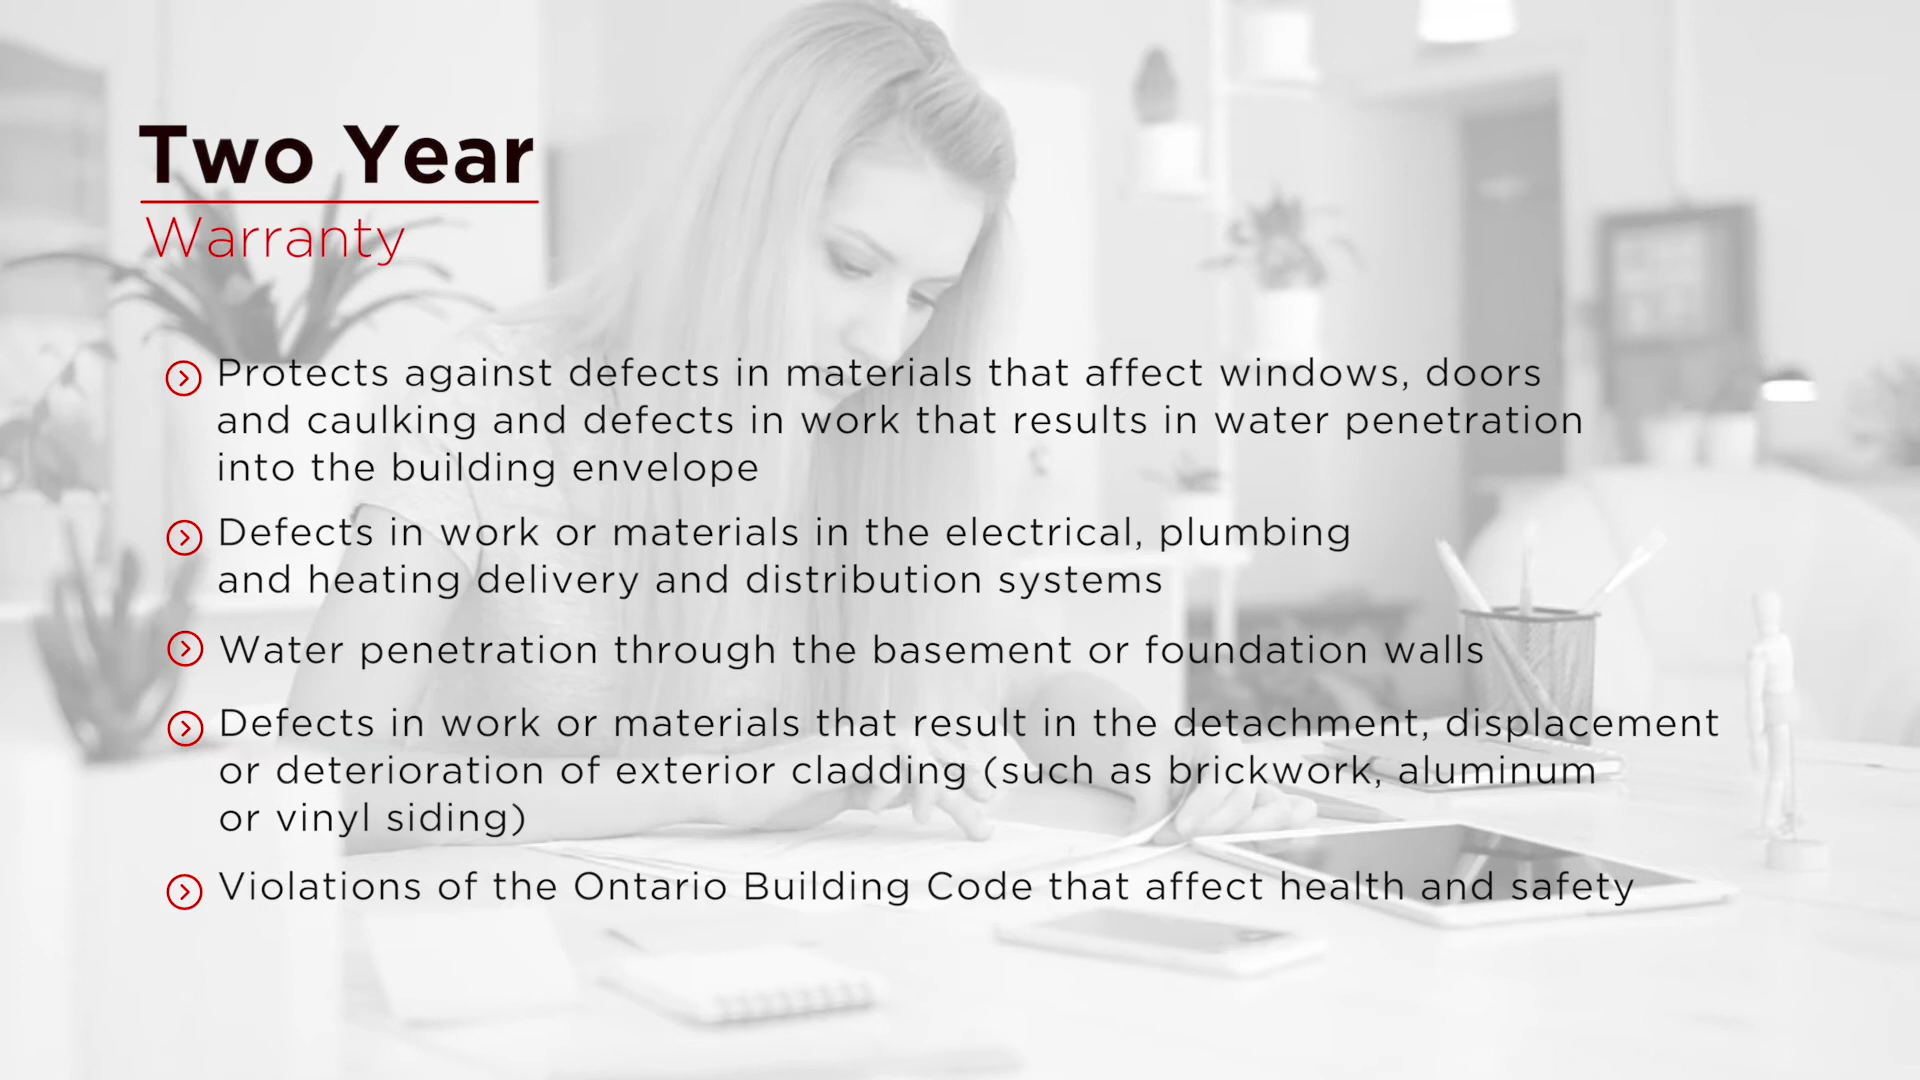 Two Year
Warranty
Protects against defects in materials that affect windows, doors
and caulking and defects in work that results in water penetration
into the building envelope
Defects in work or materials in the electrical, plumbing
and heating delivery and distribution systems
Water penetration through the basement or foundation walls
Defects in work or materials that result in the detachment, displacement
or deterioration of exterior cladding (such as brickwork, aluminum
or vinyl siding)
Violations of the Ontario Building Code that affect health and safety